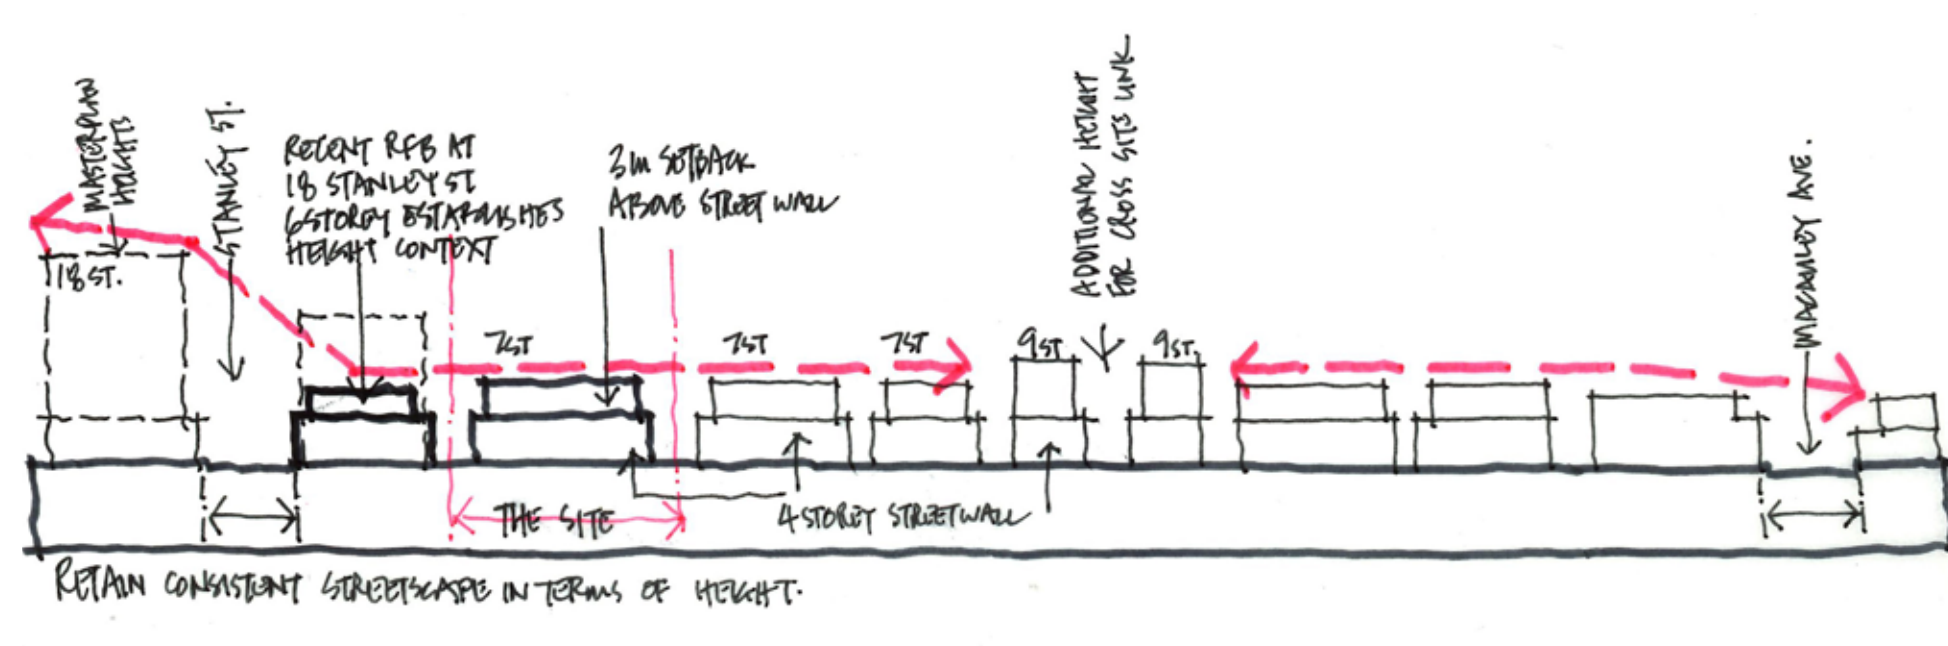 MASTERPLAN
HEIGHTS
STANLEY ST.
RECENT RFB AT
18 STANLEY ST
6 STOREY ESTABLISHES
HEIGHT CONTEXT
3m SETBACK
ABOVE STREET WALL
ADDITIONAL HEIGHT
FOR CROSS SITE LINK
MACAULEY AVE.
18 ST.
7ST
7ST
7ST
9ST
9ST.
THE SITE
4 STOREY STREETWALL
RETAIN CONSISTENT STREETSCAPE IN TERMS OF HEIGHT.